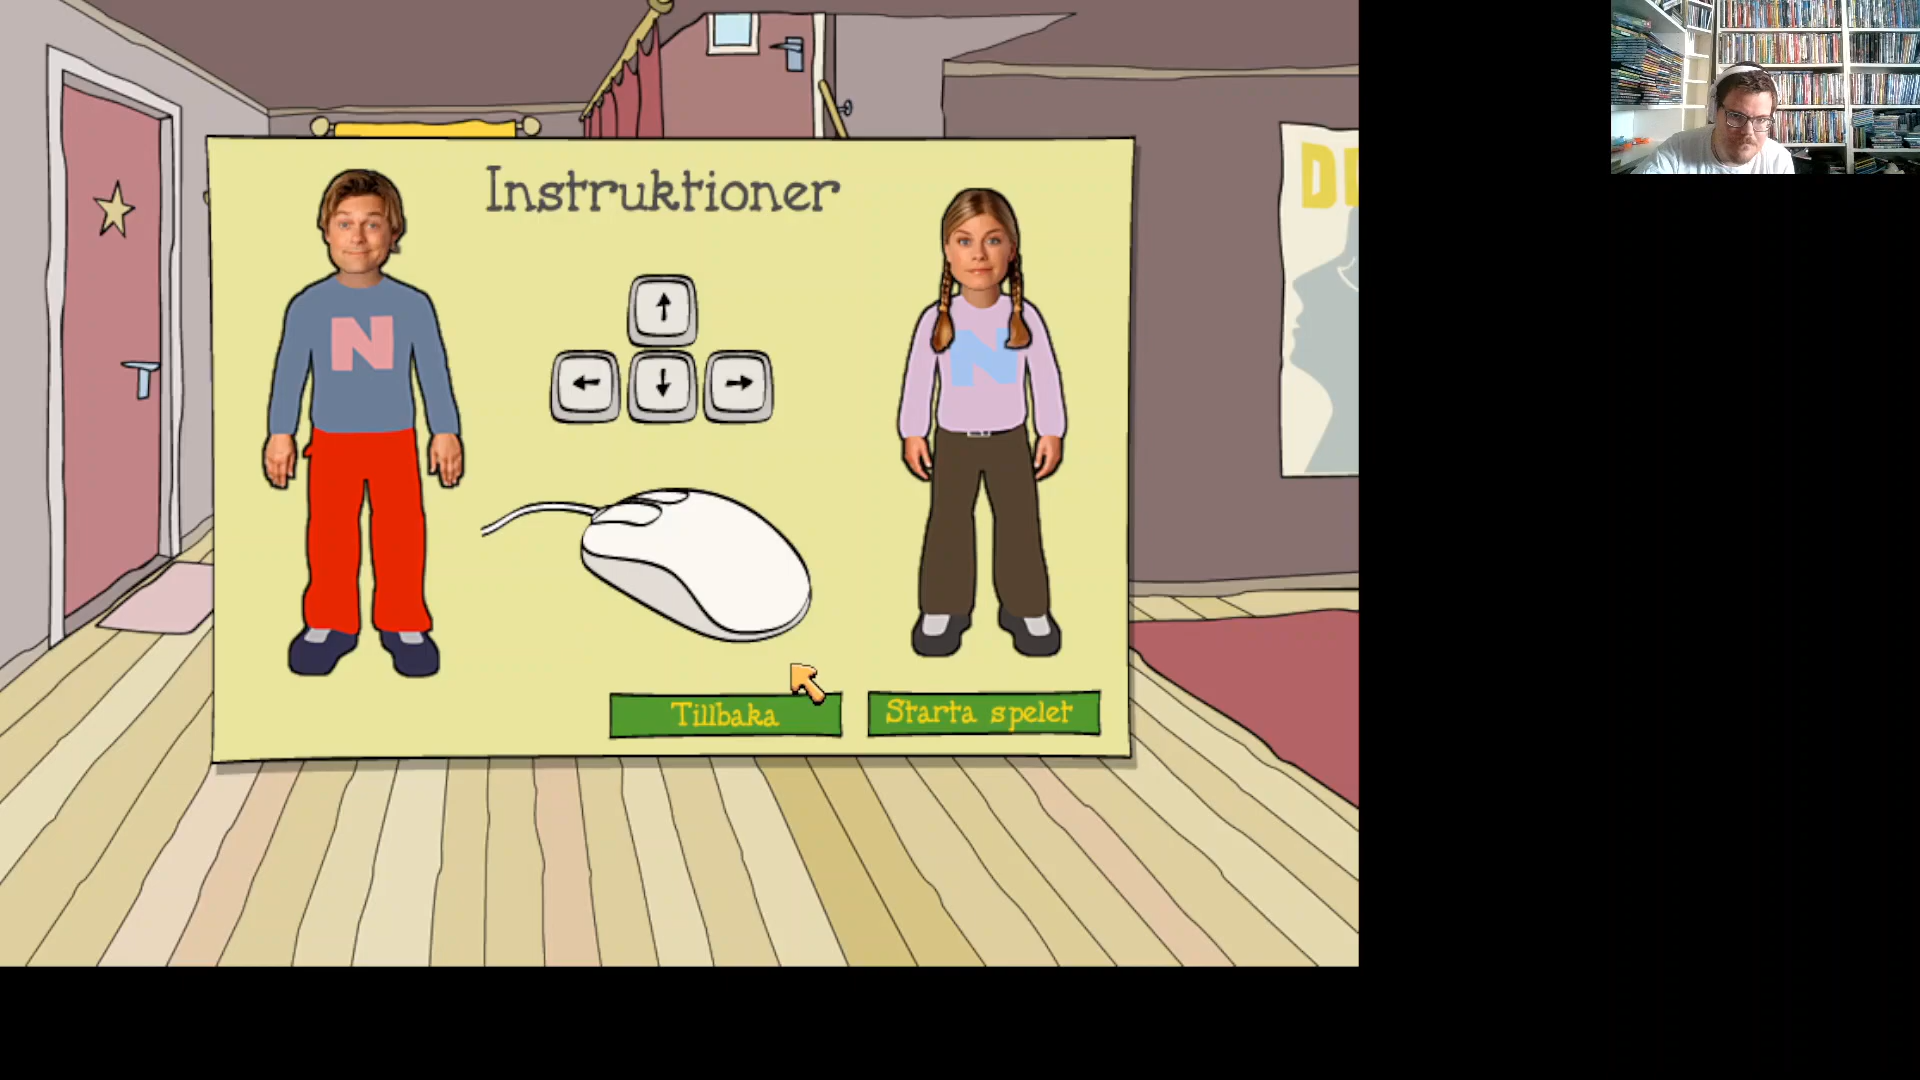 Instruktioner
N
N
Tillbaka
Starta spelet
D